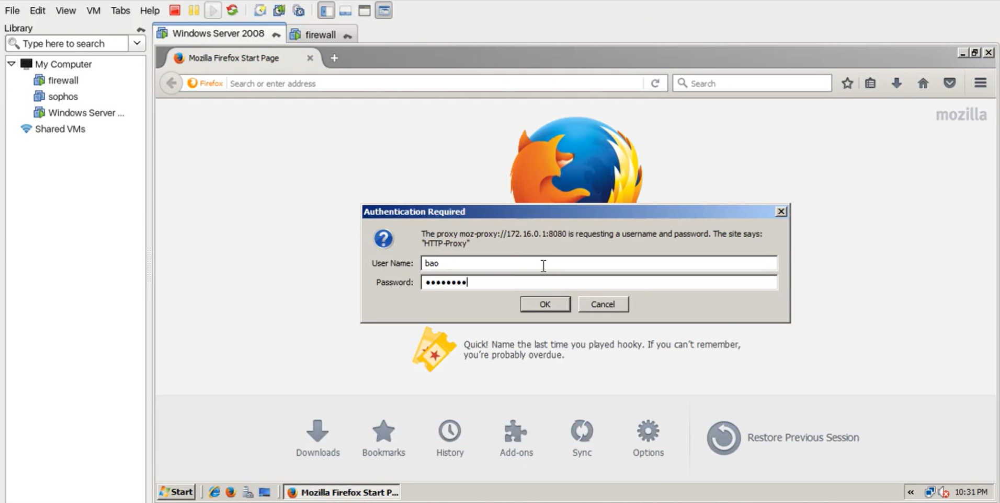 File Edit View VM Tabs Help
Library
Type here to search
My Computer
firewall
sophos
Windows Server ...
Shared VMs
Windows Server 2008
firewall
Mozilla Firefox Start Page
Firefox Search or enter address
Search
mozilla
Authentication Required
The proxy moz-proxy://172.16.0.1:8080 is requesting a username and password. The site says:
"HTTP-Proxy"
User Name: bao
Password: ••••••••
OK Cancel
Quick! Name the last time you played hooky. If you can't remember,
you're probably overdue.
Downloads Bookmarks History Add-ons Sync Options Restore Previous Session
Start Mozilla Firefox Start P... « 10:31 PM